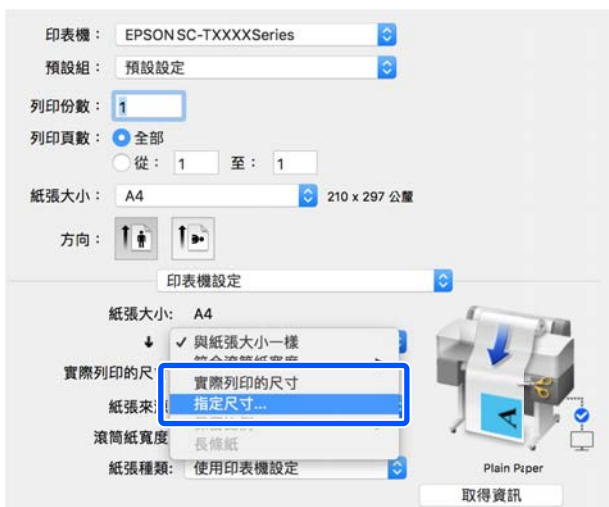 印表機： EPSON SC-TXXXXSeries
預設組： 預設設定
列印份數： 1
列印頁數： 全部
從： 1 至： 1
紙張大小： A4 210 x 297 公釐
方向：
印表機設定
紙張大小: A4
✓ 與紙張大小一樣
實際列印的尺
實際列印的尺寸
紙張來 指定尺寸...
滾筒紙寬度 長條紙
紙張種類: 使用印表機設定
Plain Paper
取得資訊